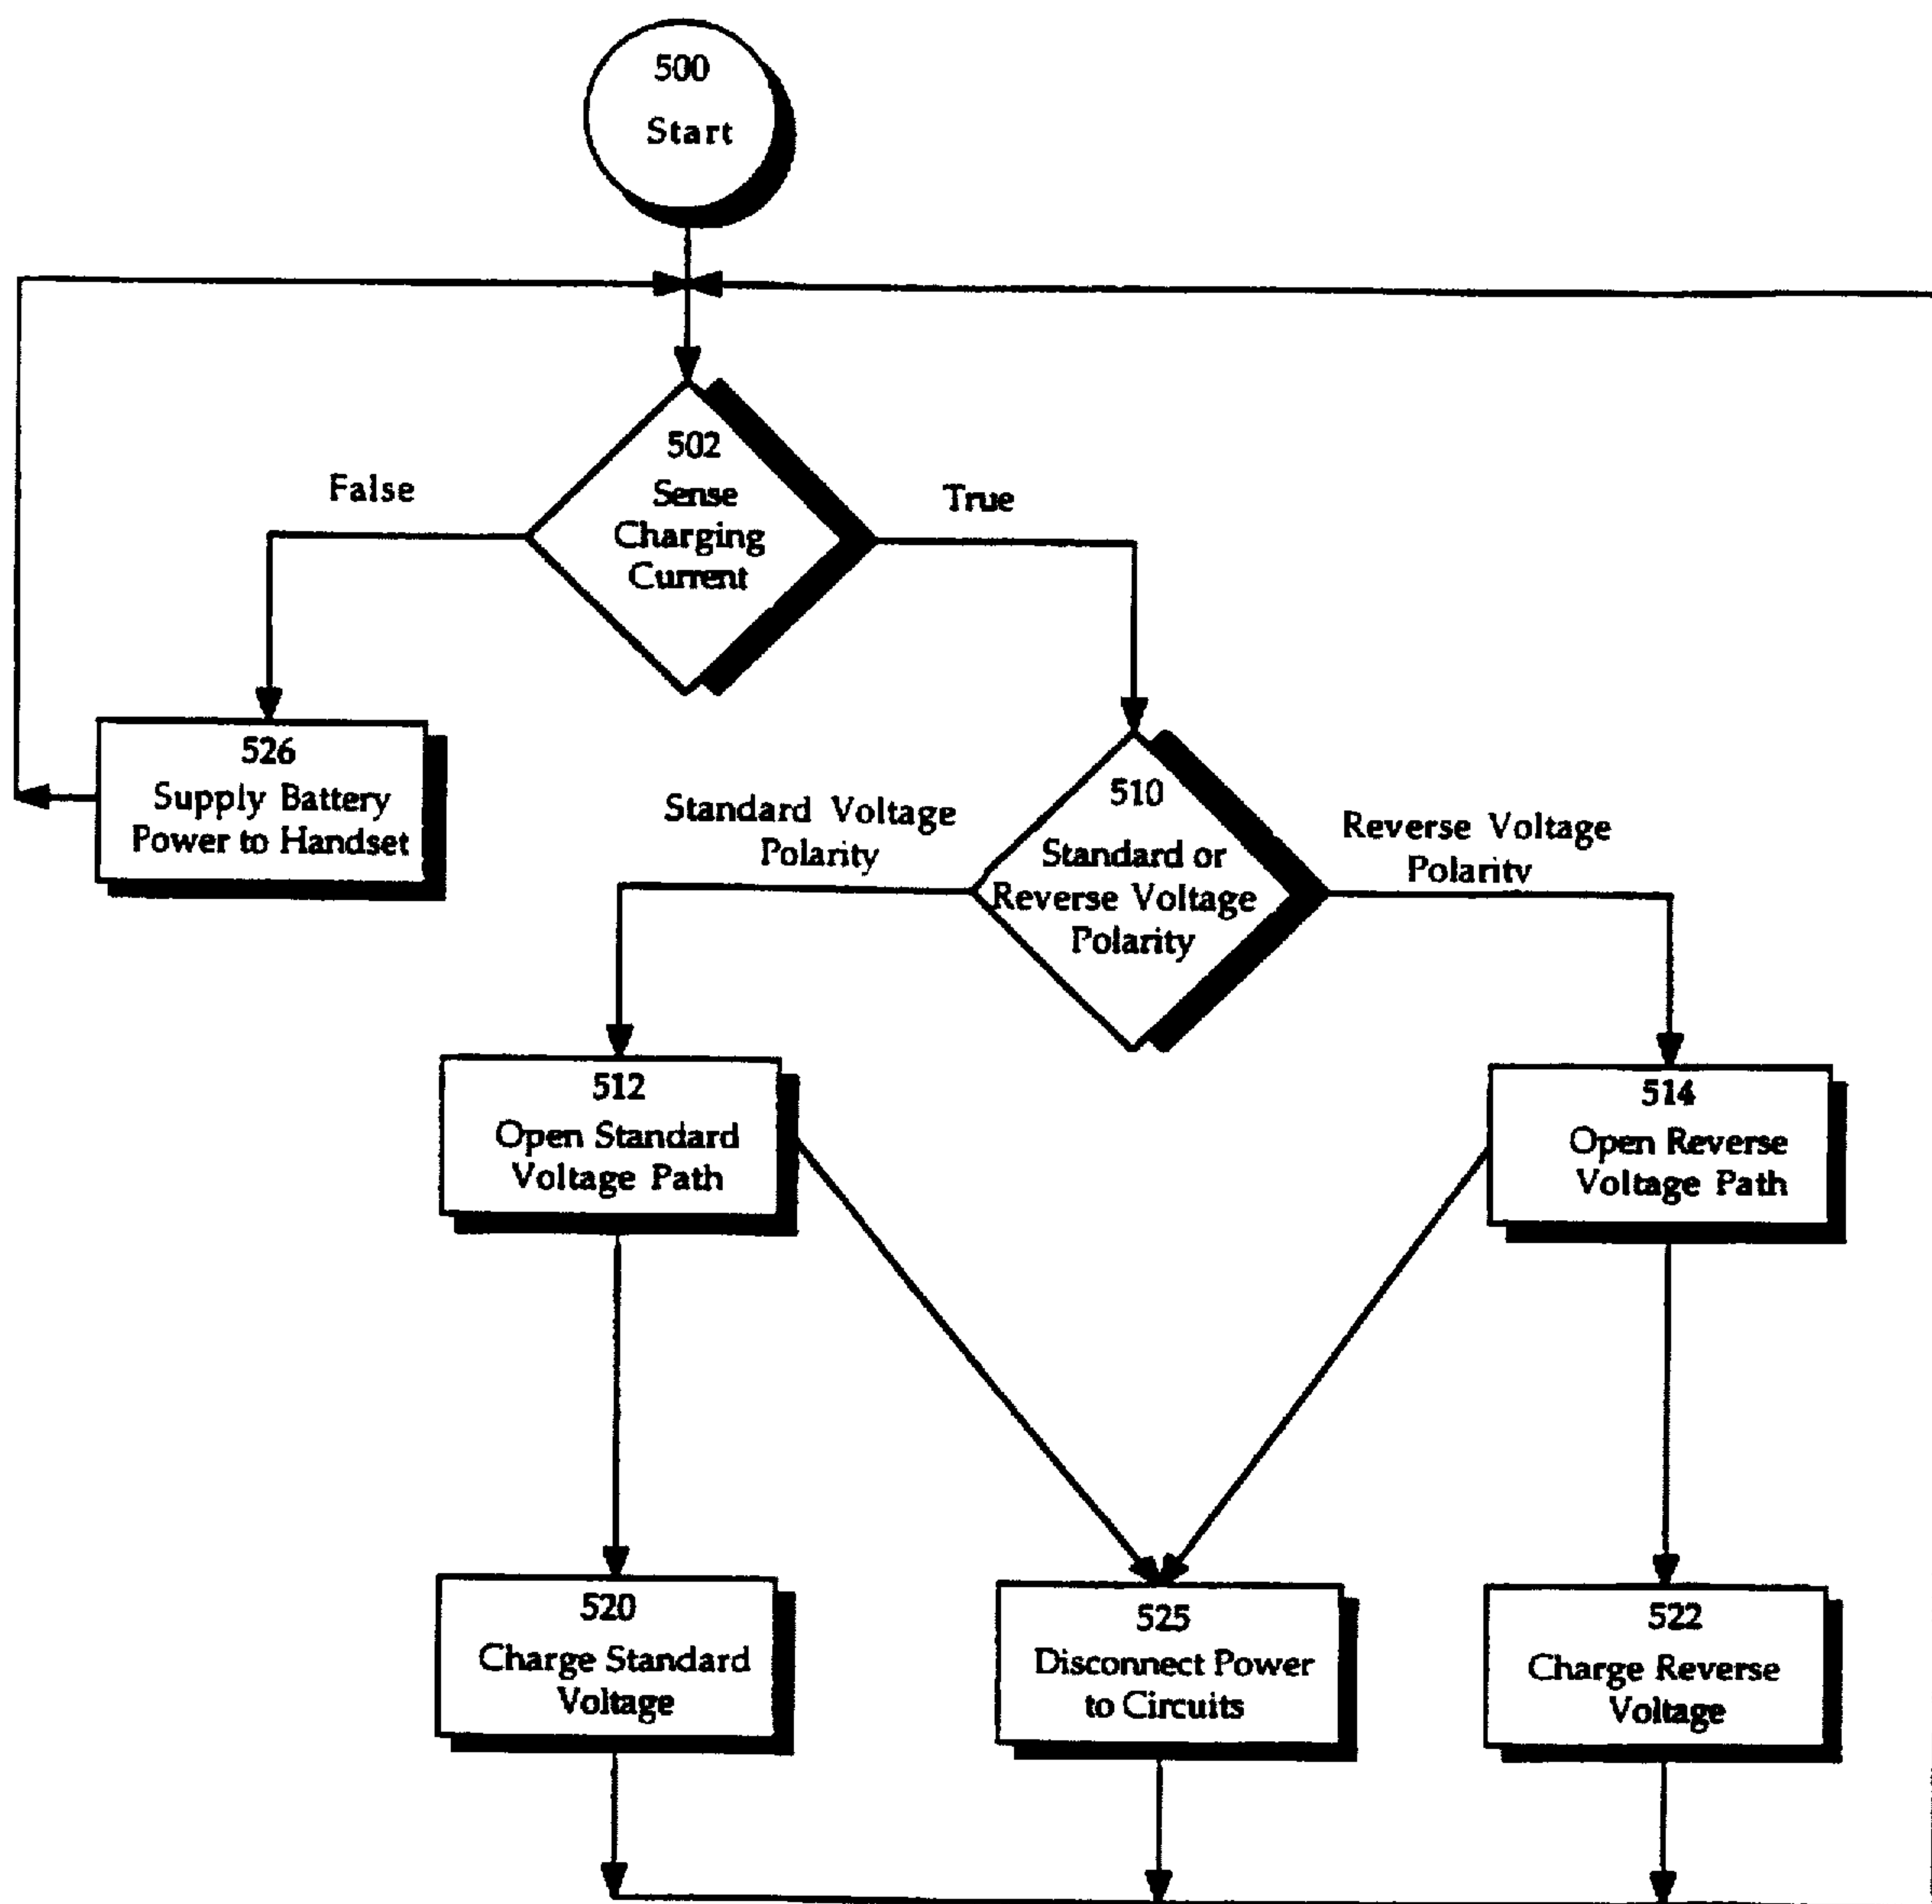 500
Start
502
Sense
Charging
Current
False
True
526
Supply Battery
Power to Handset
510
Standard or
Reverse Voltage
Polarity
Standard Voltage
Polarity
Reverse Voltage
Polarity
512
Open Standard
Voltage Path
514
Open Reverse
Voltage Path
520
Charge Standard
Voltage
525
Disconnect Power
to Circuits
522
Charge Reverse
Voltage